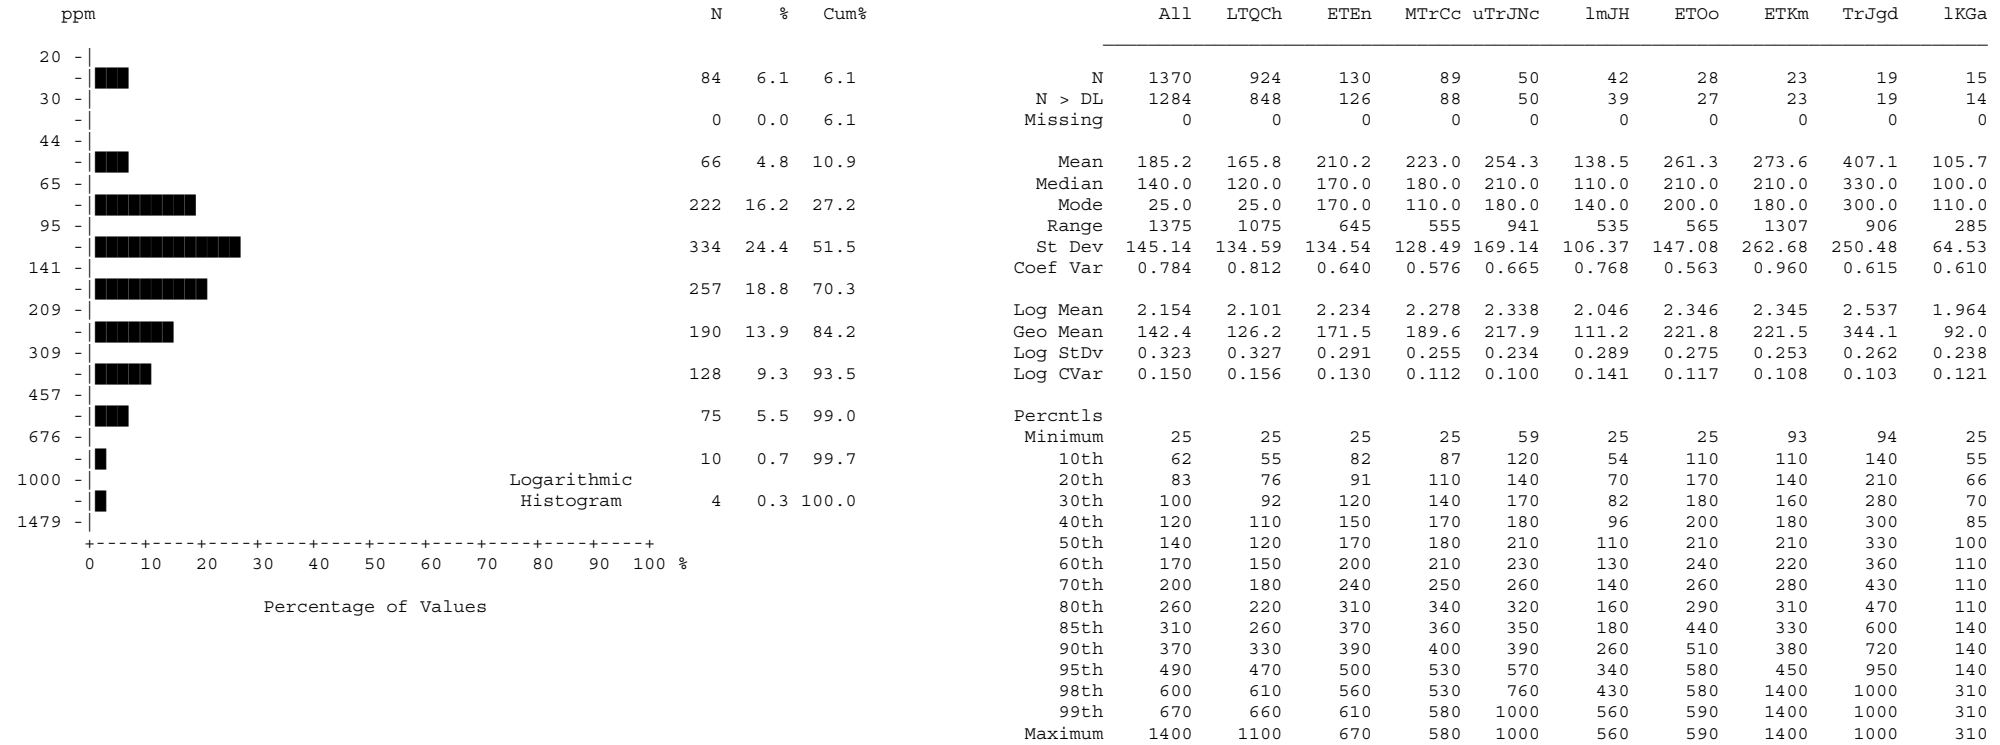 ppm N % Cum% All LTQCh ETEn MTrCc uTrJNc lmJH ETOo ETKm TrJgd lKGa
20 -|
-| 84 6.1 6.1 N 1370 924 130 89 50 42 28 23 19 15
30 -| N > DL 1284 848 126 88 50 39 27 23 19 14
-| 0 0.0 6.1 Missing 0 0 0 0 0 0 0 0 0 0
44 -|
-| 66 4.8 10.9 Mean 185.2 165.8 210.2 223.0 254.3 138.5 261.3 273.6 407.1 105.7
65 -| Median 140.0 120.0 170.0 180.0 210.0 110.0 210.0 210.0 330.0 100.0
-| 222 16.2 27.2 Mode 25.0 25.0 170.0 110.0 180.0 140.0 200.0 180.0 300.0 110.0
95 -| Range 1375 1075 645 555 941 535 565 1307 906 285
-| 334 24.4 51.5 St Dev 145.14 134.59 134.54 128.49 169.14 106.37 147.08 262.68 250.48 64.53
141 -| Coef Var 0.784 0.812 0.640 0.576 0.665 0.768 0.563 0.960 0.615 0.610
-| 257 18.8 70.3
209 -| Log Mean 2.154 2.101 2.234 2.278 2.338 2.046 2.346 2.345 2.537 1.964
-| 190 13.9 84.2 Geo Mean 142.4 126.2 171.5 189.6 217.9 111.2 221.8 221.5 344.1 92.0
309 -| Log StDv 0.323 0.327 0.291 0.255 0.234 0.289 0.275 0.253 0.262 0.238
-| 128 9.3 93.5 Log CVar 0.150 0.156 0.130 0.112 0.100 0.141 0.117 0.108 0.103 0.121
457 -|
-| 75 5.5 99.0 Percntls
676 -| Minimum 25 25 25 25 59 25 25 93 94 25
-| 10 0.7 99.7 10th 62 55 82 87 120 54 110 110 140 55
1000 -| Logarithmic 20th 83 76 91 110 140 70 170 140 210 66
-| Histogram 4 0.3 100.0 30th 100 92 120 140 170 82 180 160 280 70
1479 -| 40th 120 110 150 170 180 96 200 180 300 85
+----+----+----+----+----+----+----+----+----+----+ 50th 140 120 170 180 210 110 210 210 330 100
0 10 20 30 40 50 60 70 80 90 100 % 60th 170 150 200 210 230 130 240 220 360 110
70th 200 180 240 250 260 140 260 280 430 110
Percentage of Values 80th 260 220 310 340 320 160 290 310 470 110
85th 310 260 370 360 350 180 440 330 600 140
90th 370 330 390 400 390 260 510 380 720 140
95th 490 470 500 530 570 340 580 450 950 140
98th 600 610 560 530 760 430 580 1400 1000 310
99th 670 660 610 580 1000 560 590 1400 1000 310
Maximum 1400 1100 670 580 1000 560 590 1400 1000 310